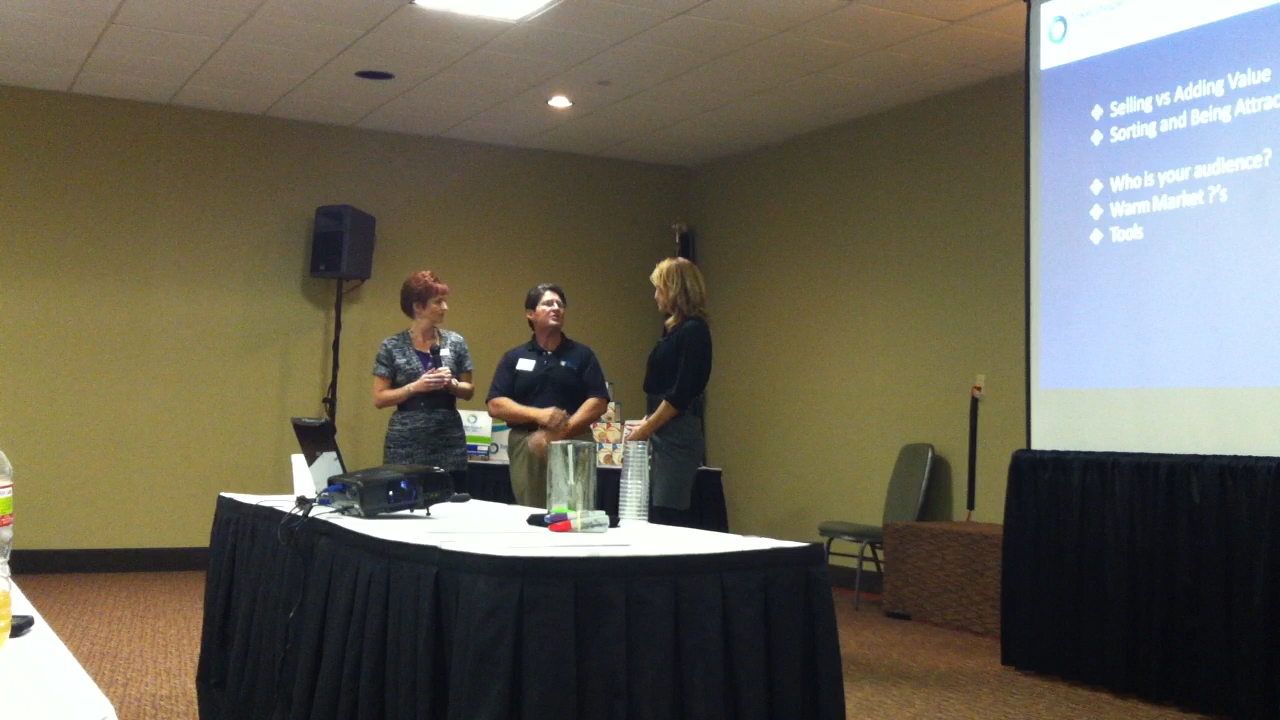 Selling vs Adding Value
Sorting and Being Attrac
Who is your audience?
Warm Market ?'s
Tools